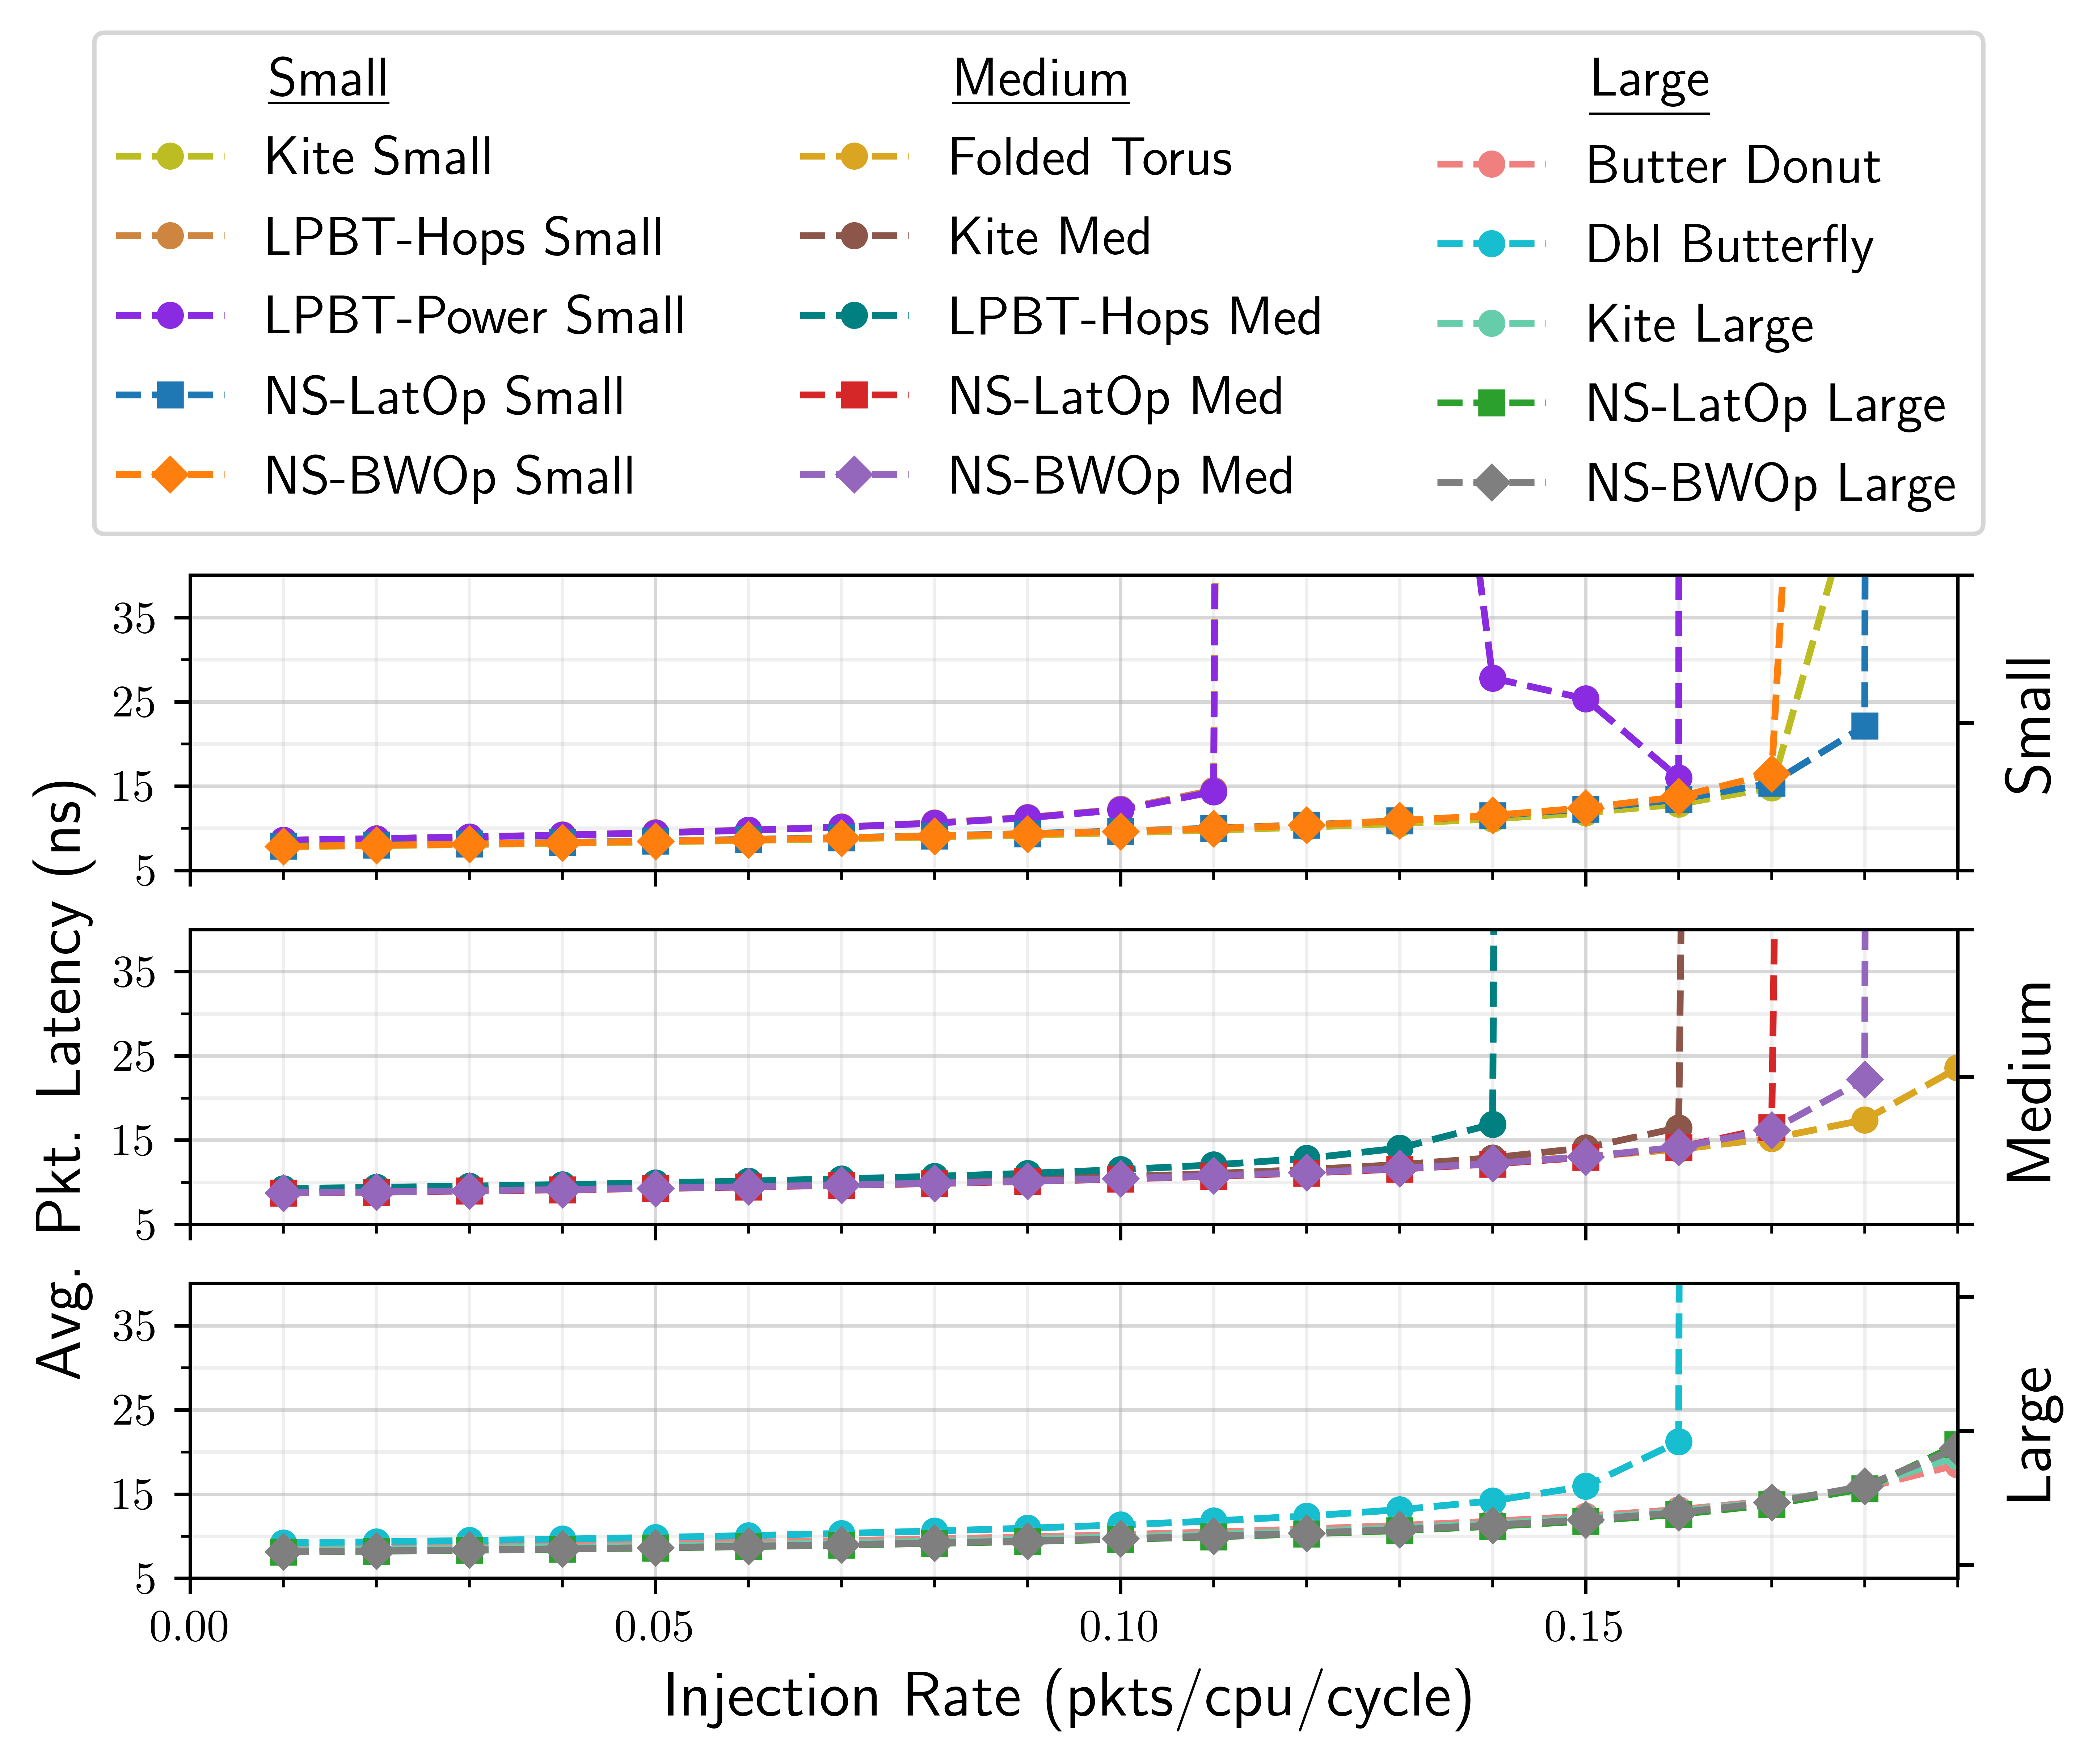 Small
Kite Small
LPBT-Hops Small
LPBT-Power Small
NS-LatOp Small
NS-BWOp Small
Medium
Folded Torus
Kite Med
LPBT-Hops Med
NS-LatOp Med
NS-BWOp Med
Large
Butter Donut
Dbl Butterfly
Kite Large
NS-LatOp Large
NS-BWOp Large
Avg. Pkt. Latency (ns)
35
25
15
5
Small
35
25
15
5
Medium
35
25
15
5
Large
0.00 0.05 0.10 0.15
Injection Rate (pkts/cpu/cycle)